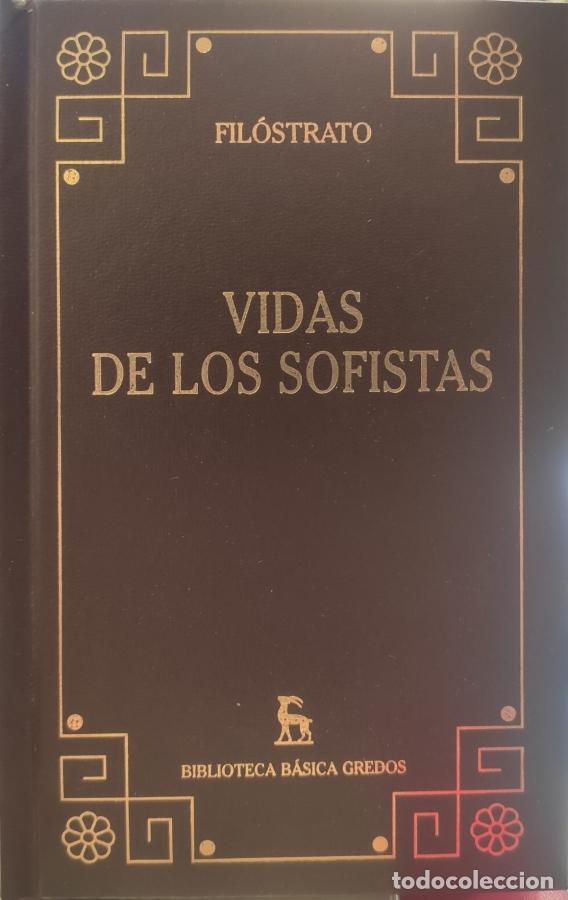 FILÓSTRATO
VIDAS
DE LOS SOFISTAS
BIBLIOTECA BÁSICA GREDOS
todocoleccion